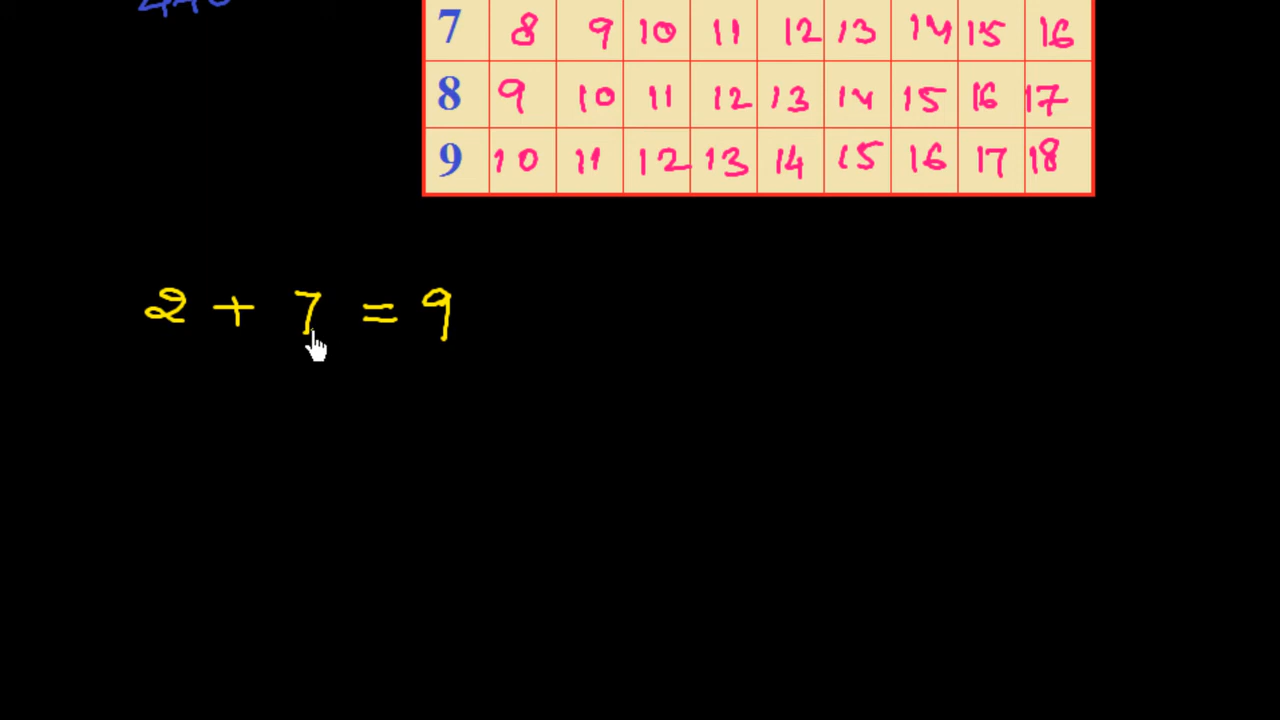 7 8 9 10 11 12 13 14 15 16
8 9 10 11 12 13 14 15 16 17
9 10 11 12 13 14 15 16 17 18
2 + 7 = 9